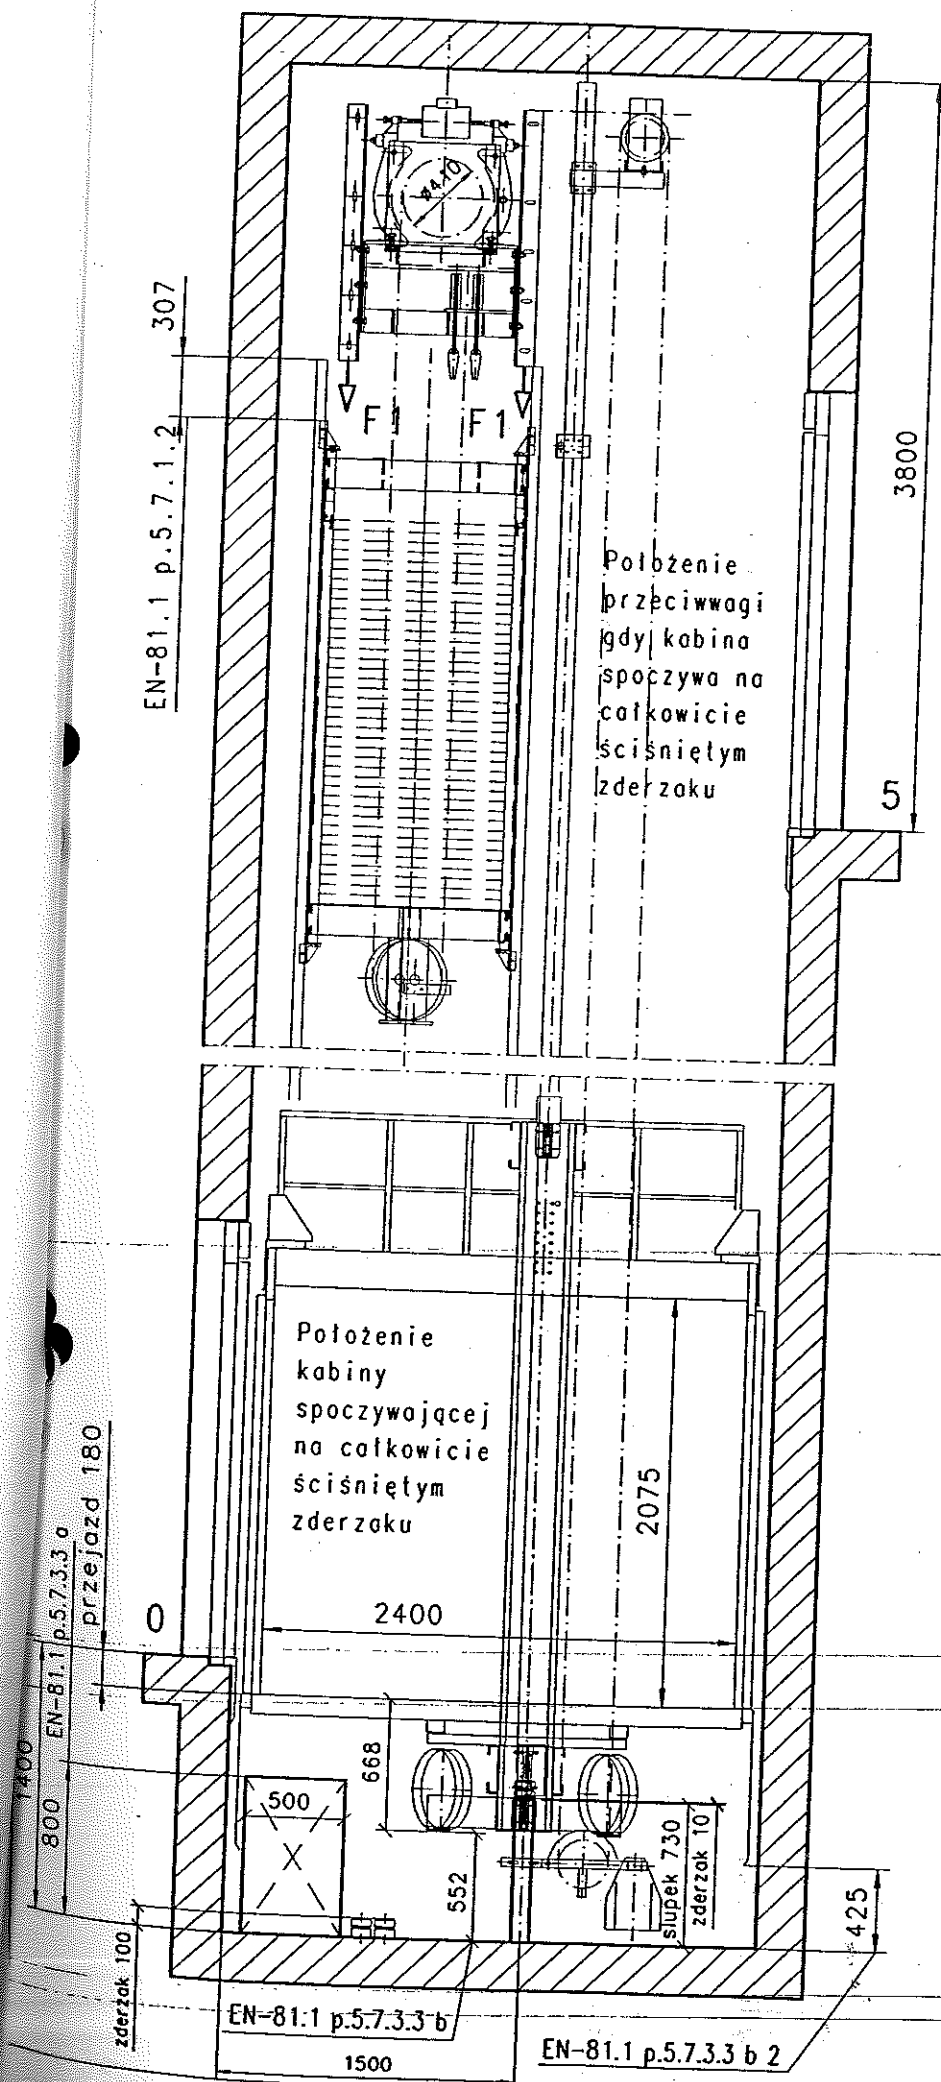 ø410
307
EN-81.1 p.5.7.1.2
F1
F1
3800
Położenie
przeciwwagi
gdy kabina
spoczywa na
całkowicie
ściśniętym
zderzaku
5
Położenie
kabiny
spoczywającej
na całkowicie
ściśniętym
zderzaku
2075
2400
przejazd 180
EN-81.1 p.5.7.3.3 a
0
1400
800
668
500
552
słupek 730
zderzak 10
425
zderzak 100
EN-81.1 p.5.7.3.3 b
1500
EN-81.1 p.5.7.3.3 b 2